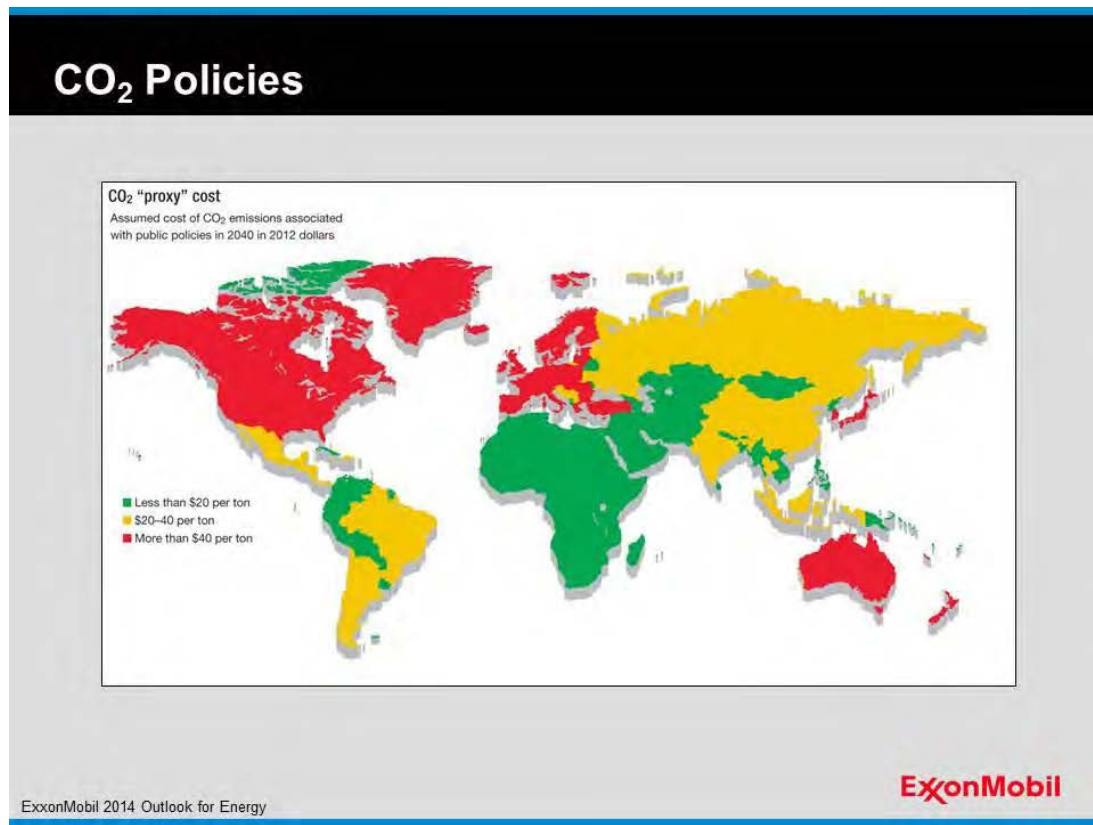 CO₂ Policies
CO₂ "proxy" cost
Assumed cost of CO₂ emissions associated
with public policies in 2040 in 2012 dollars
Less than $20 per ton
$20–40 per ton
More than $40 per ton
ExxonMobil
ExxonMobil 2014 Outlook for Energy